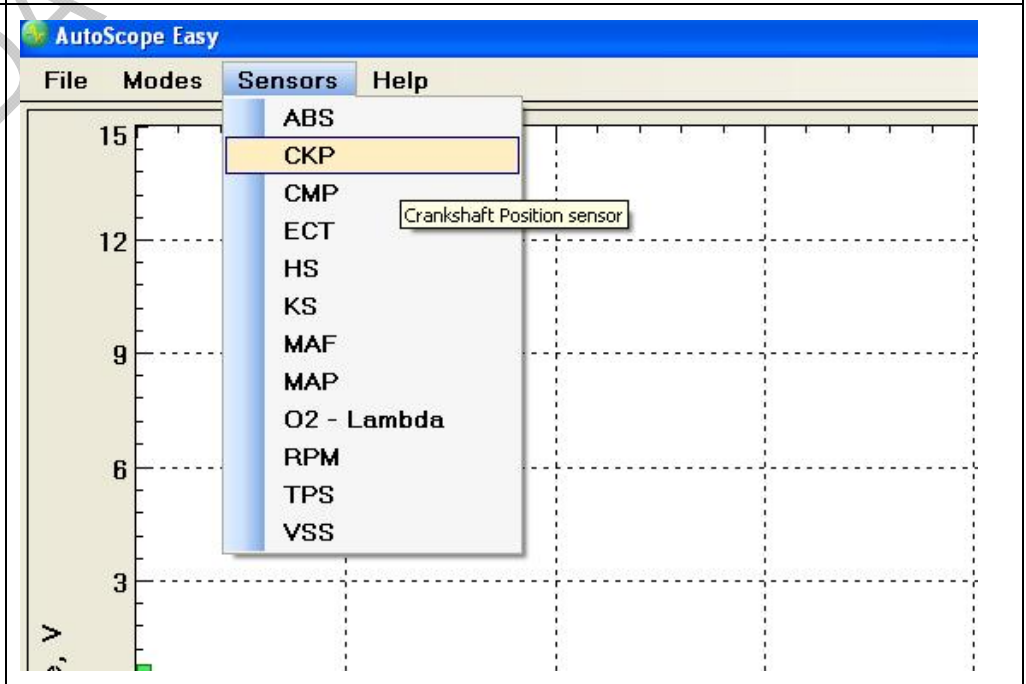 AutoScope Easy
File Modes Sensors Help
ABS
CKP
CMP
Crankshaft Position sensor
ECT
HS
KS
MAF
MAP
O2 - Lambda
RPM
TPS
VSS
15
12
9
6
3
V